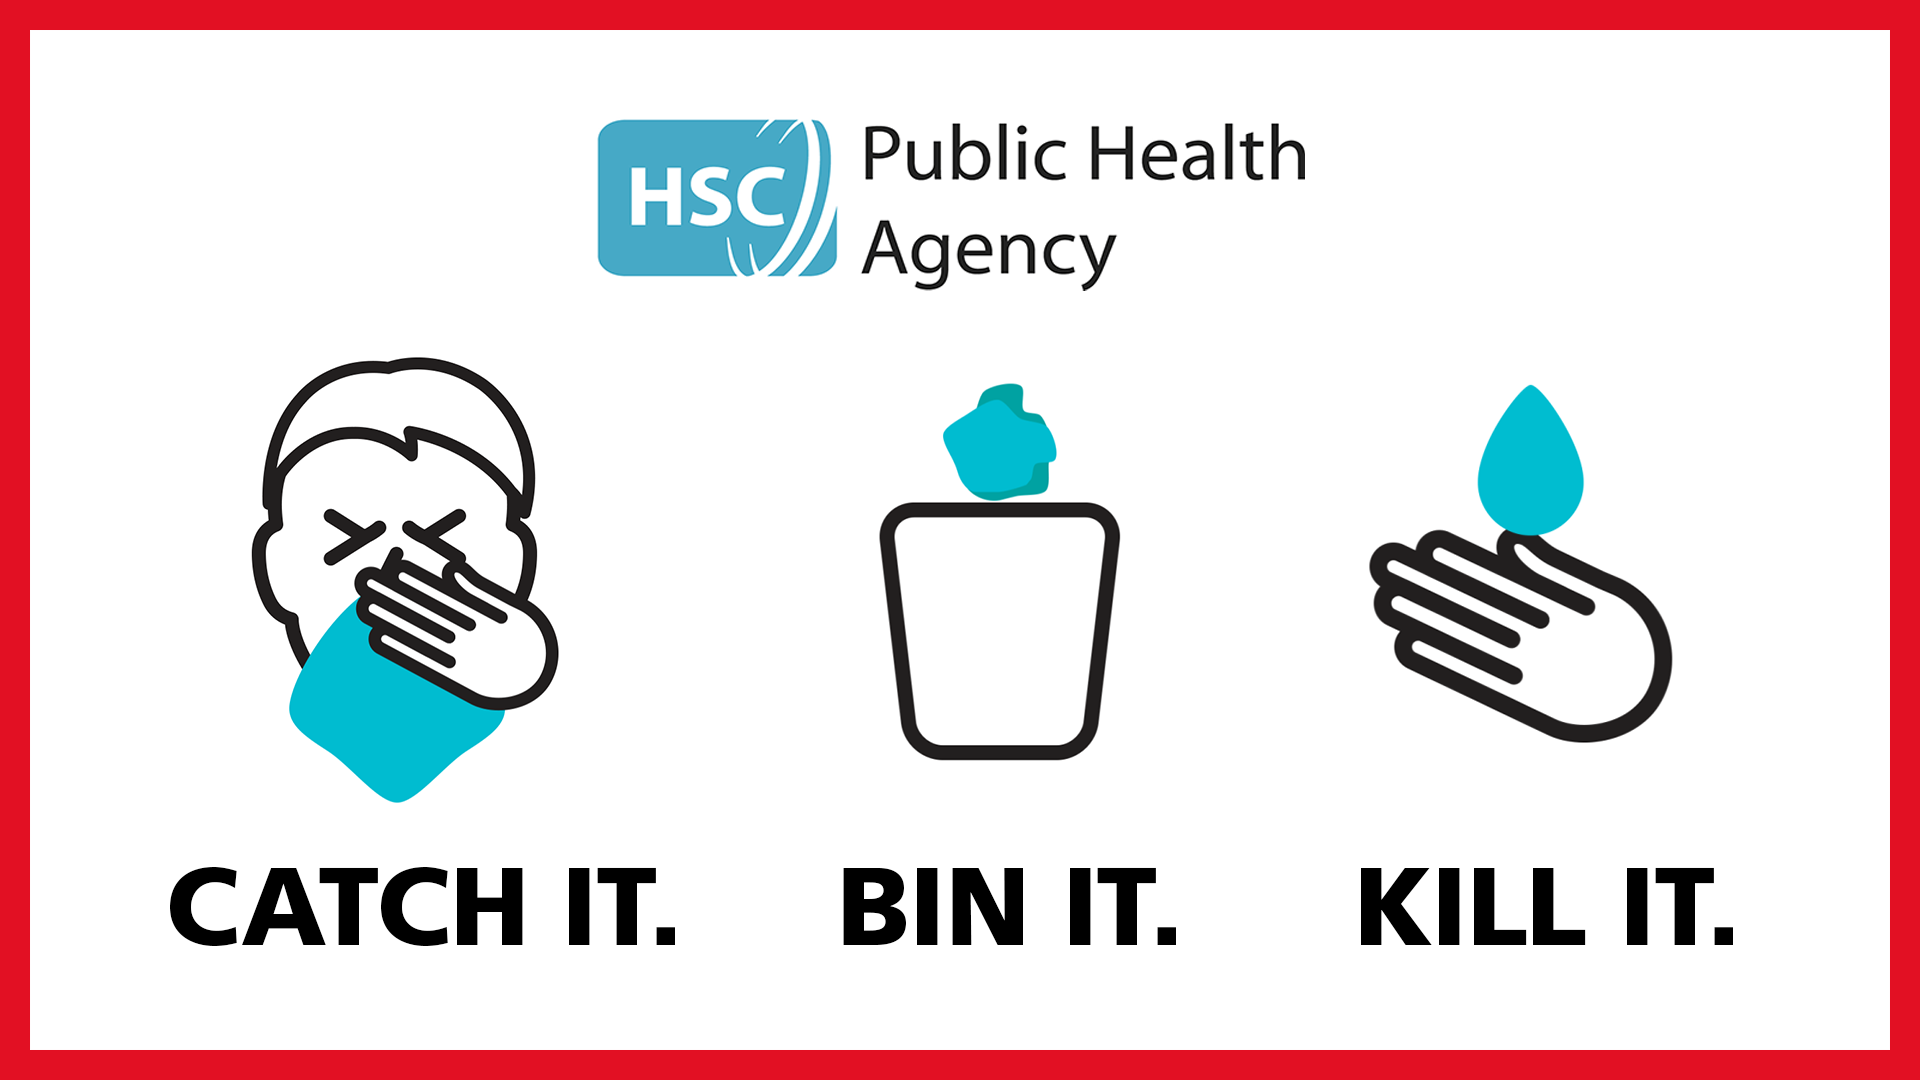 HSC
Public Health
Agency
CATCH IT.
BIN IT.
KILL IT.